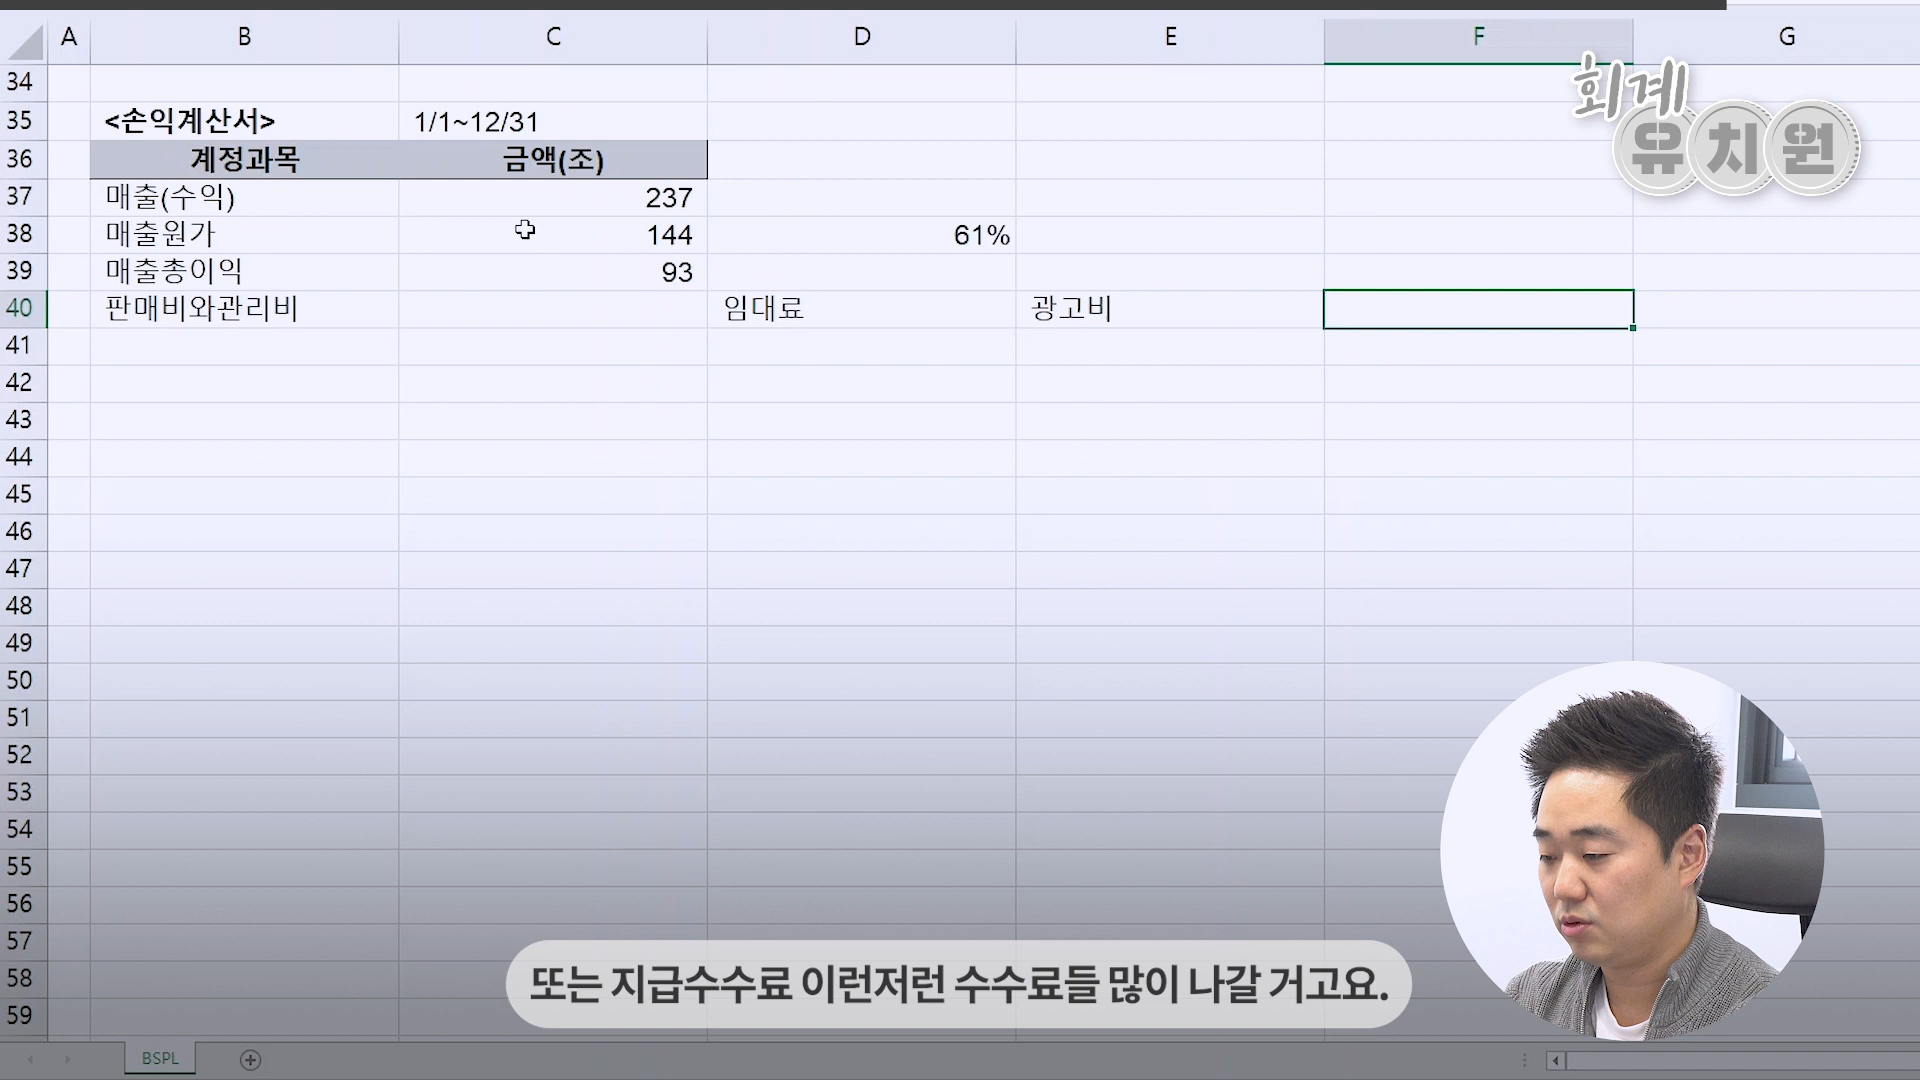 A B C D E F G
34
35 <손익계산서> 1/1~12/31
36 계정과목 금액(조)
37 매출(수익) 237
38 매출원가 144 61%
39 매출총이익 93
40 판매비와관리비 임대료 광고비
41
42
43
44
45
46
47
48
49
50
51
52
53
54
55
56
57
58
59
회계
유치원
또는 지급수수료 이런저런 수수료들 많이 나갈 거고요.
BSPL